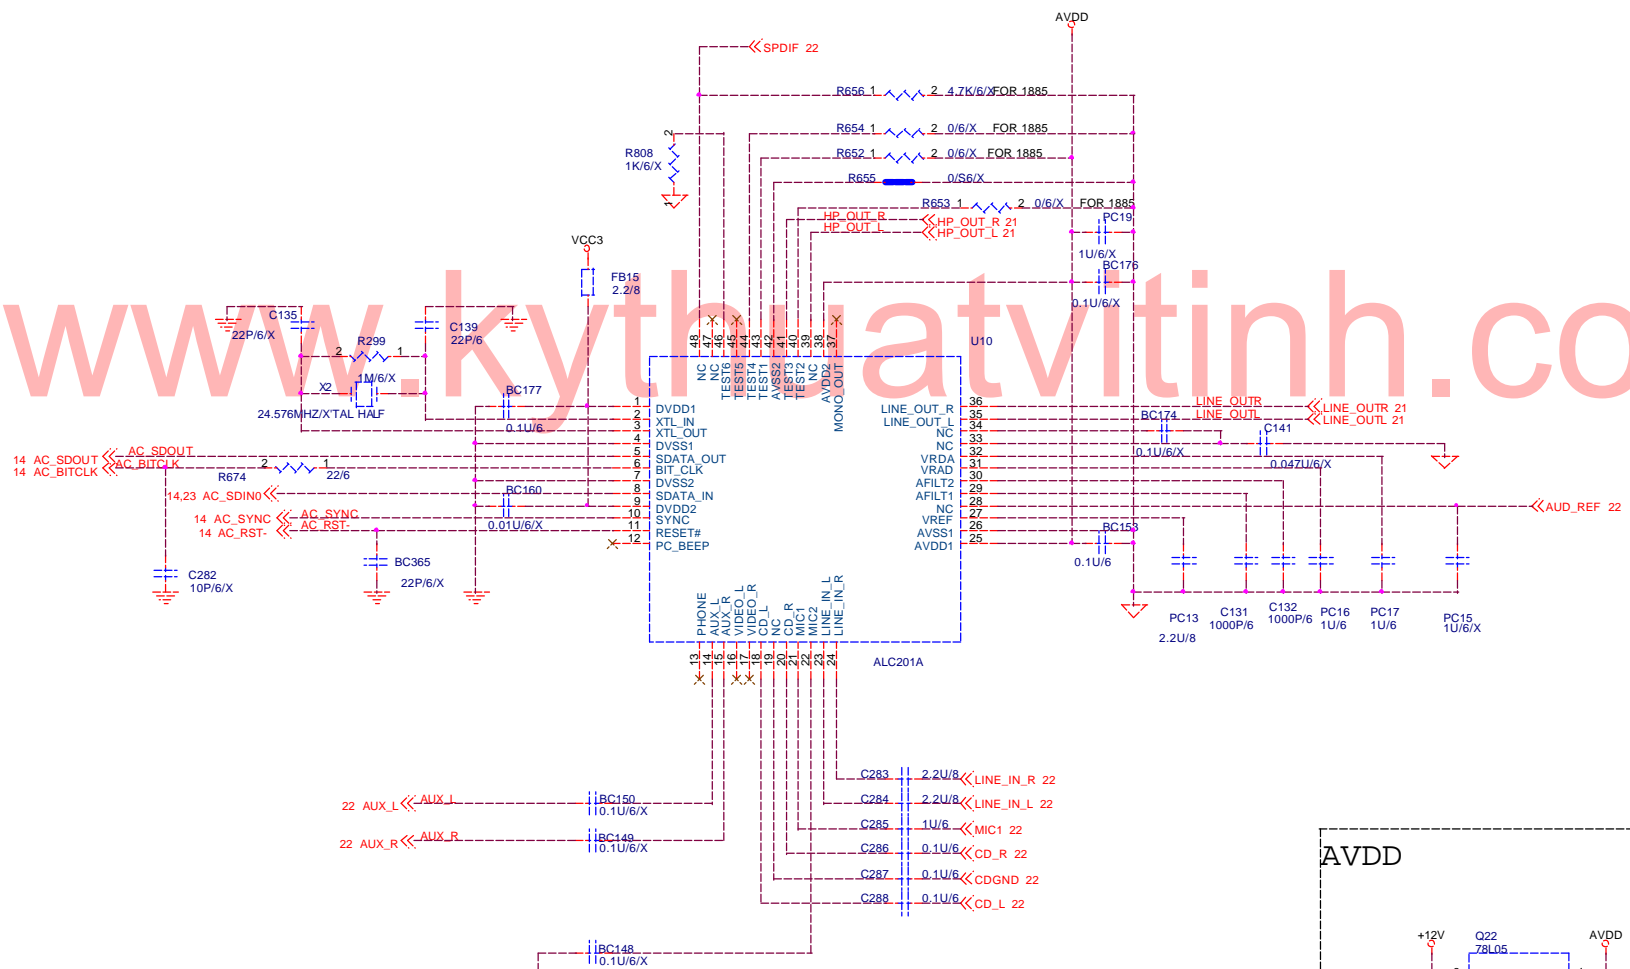 AVDD
SPDIF 22
R656 1 2 4.7K/6/X FOR 1885
R654 1 2 0/6/X FOR 1885
R652 1 2 0/6/X FOR 1885
R655 0/S6/X
R653 1 2 0/6/X FOR 1885
R808
1K/6/X
2
1
HP_OUT_R HP_OUT_R 21
HP_OUT_L HP_OUT_L 21
PC19
1U/6/X
BC176
0.1U/6/X
VCC3
FB15
2.2/8
www.kythuatvitinh.co
C135
22P/6/X
C139
22P/6
R299
2 1
1M/6/X
X2
24.576MHZ/X'TAL HALF
BC177
0.1U/6/X
U10
48 47 46 45 44 43 42 41 40 39 38 37
NC NC TEST6 TEST5 TEST4 TEST1 AVSS2 TEST3 TEST2 NC AVDD2 MONO_OUT
1 DVDD1
2 XTL_IN
3 XTL_OUT
4 DVSS1
5 SDATA_OUT
6 BIT_CLK
7 DVSS2
8 SDATA_IN
9 DVDD2
10 SYNC
11 RESET#
12 PC_BEEP
LINE_OUT_R 36
LINE_OUT_L 35
NC 34
NC 33
VRDA 32
VRAD 31
AFILT2 30
AFILT1 29
NC 28
VREF 27
AVSS1 26
AVDD1 25
PHONE AUX_L AUX_R VIDEO_L VIDEO_R CD_L NC CD_R MIC1 MIC2 LINE_IN_L LINE_IN_R
13 14 15 16 17 18 19 20 21 22 23 24
ALC201A
14 AC_SDOUT AC_SDOUT
14 AC_BITCLK AC_BITCLK
R674 2 1 22/6
14,23 AC_SDIN0
BC160
0.01U/6/X
14 AC_SYNC AC_SYNC
14 AC_RST- AC_RST-
BC365
22P/6/X
C282
10P/6/X
LINE_OUTR LINE_OUTR 21
LINE_OUTL LINE_OUTL 21
BC174
0.1U/6/X
C141
0.047U/6/X
AUD_REF 22
BC153
0.1U/6
PC13
2.2U/8
C131
1000P/6
C132
1000P/6
PC16
1U/6
PC17
1U/6
PC15
1U/6/X
C283 2.2U/8 LINE_IN_R 22
C284 2.2U/8 LINE_IN_L 22
C285 1U/6 MIC1 22
C286 0.1U/6 CD_R 22
C287 0.1U/6 CDGND 22
C288 0.1U/6 CD_L 22
22 AUX_L AUX_L
BC150
0.1U/6/X
22 AUX_R AUX_R
BC149
0.1U/6/X
BC148
0.1U/6/X
AVDD
+12V
Q22
78L05
AVDD